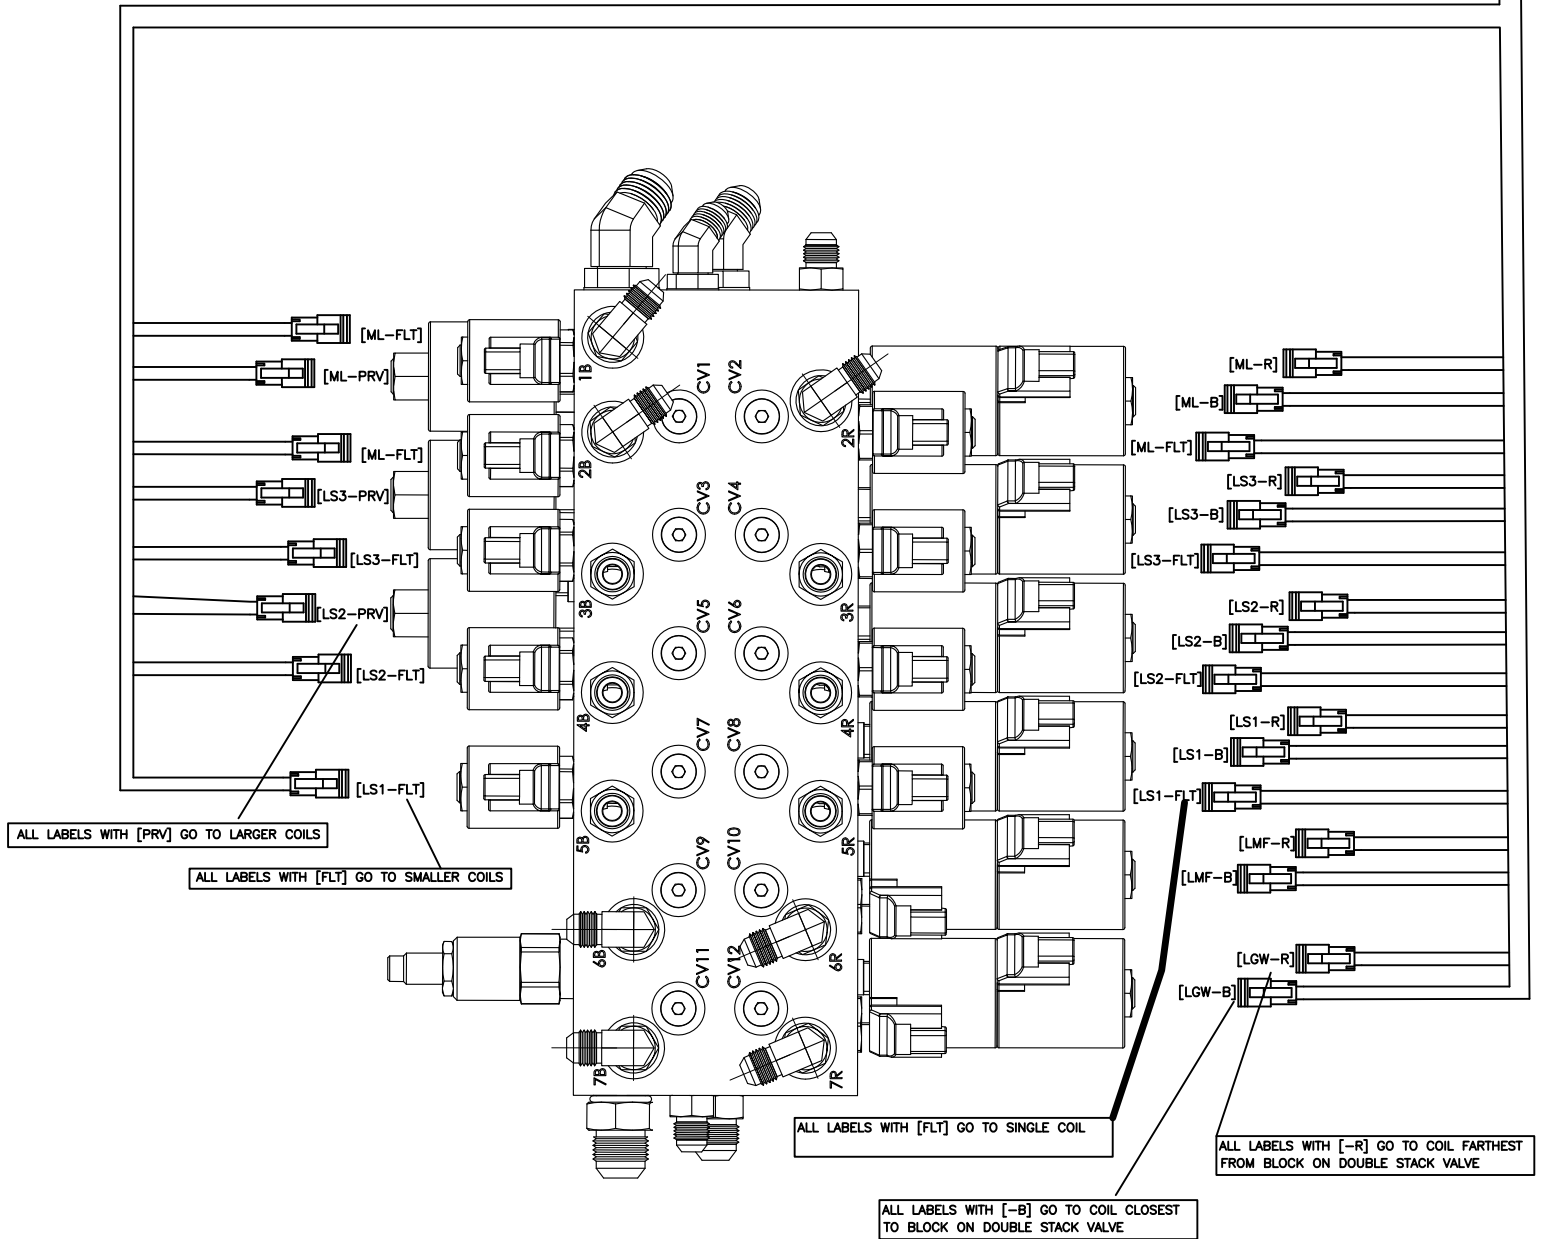 [ML-FLT]
[ML-PRV]
[ML-FLT]
[LS3-PRV]
[LS3-FLT]
[LS2-PRV]
[LS2-FLT]
[LS1-FLT]
ALL LABELS WITH [PRV] GO TO LARGER COILS
ALL LABELS WITH [FLT] GO TO SMALLER COILS
1B
CV1
CV2
2B
2R
CV3
CV4
3B
3R
CV5
CV6
4B
4R
CV7
CV8
5B
5R
CV9
CV10
6B
6R
CV11
CV12
7B
7R
[ML-R]
[ML-B]
[ML-FLT]
[LS3-R]
[LS3-B]
[LS3-FLT]
[LS2-R]
[LS2-B]
[LS2-FLT]
[LS1-R]
[LS1-B]
[LS1-FLT]
[LMF-R]
[LMF-B]
[LGW-R]
[LGW-B]
ALL LABELS WITH [FLT] GO TO SINGLE COIL
ALL LABELS WITH [-R] GO TO COIL FARTHEST
FROM BLOCK ON DOUBLE STACK VALVE
ALL LABELS WITH [-B] GO TO COIL CLOSEST
TO BLOCK ON DOUBLE STACK VALVE